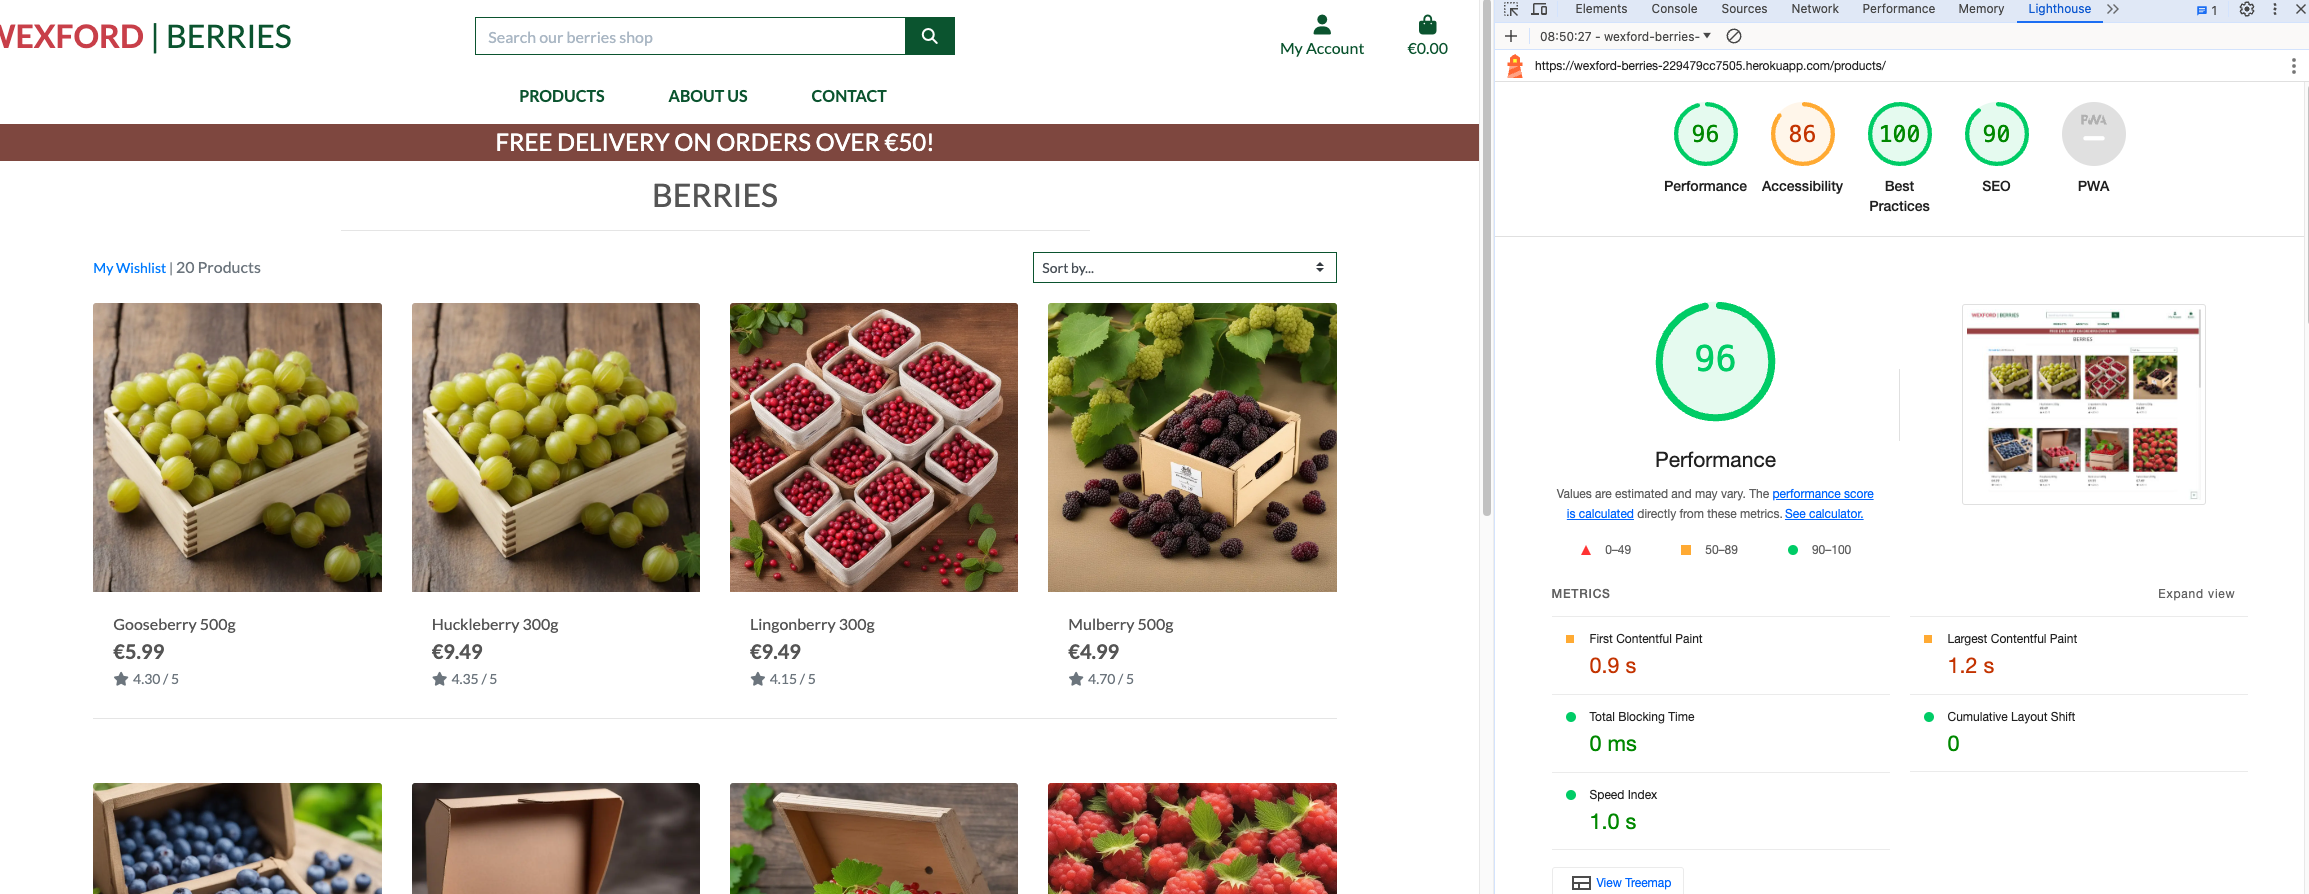 WEXFORD | BERRIES
Search our berries shop
My Account
€0.00
PRODUCTS
ABOUT US
CONTACT
FREE DELIVERY ON ORDERS OVER €50!
BERRIES
My Wishlist | 20 Products
Sort by...
Gooseberry 500g
€5.99
4.30 / 5
Huckleberry 300g
€9.49
4.35 / 5
Lingonberry 300g
€9.49
4.15 / 5
Mulberry 500g
€4.99
4.70 / 5
Elements
Console
Sources
Network
Performance
Memory
Lighthouse
1
08:50:27 - wexford-berries-
https://wexford-berries-229479cc7505.herokuapp.com/products/
96
Performance
86
Accessibility
100
Best
Practices
90
SEO
PWA
PWA
96
Performance
Values are estimated and may vary. The performance score
is calculated directly from these metrics. See calculator.
0–49
50–89
90–100
METRICS
Expand view
First Contentful Paint
0.9 s
Largest Contentful Paint
1.2 s
Total Blocking Time
0 ms
Cumulative Layout Shift
0
Speed Index
1.0 s
View Treemap
WEXFORD | BERRIES
BERRIES